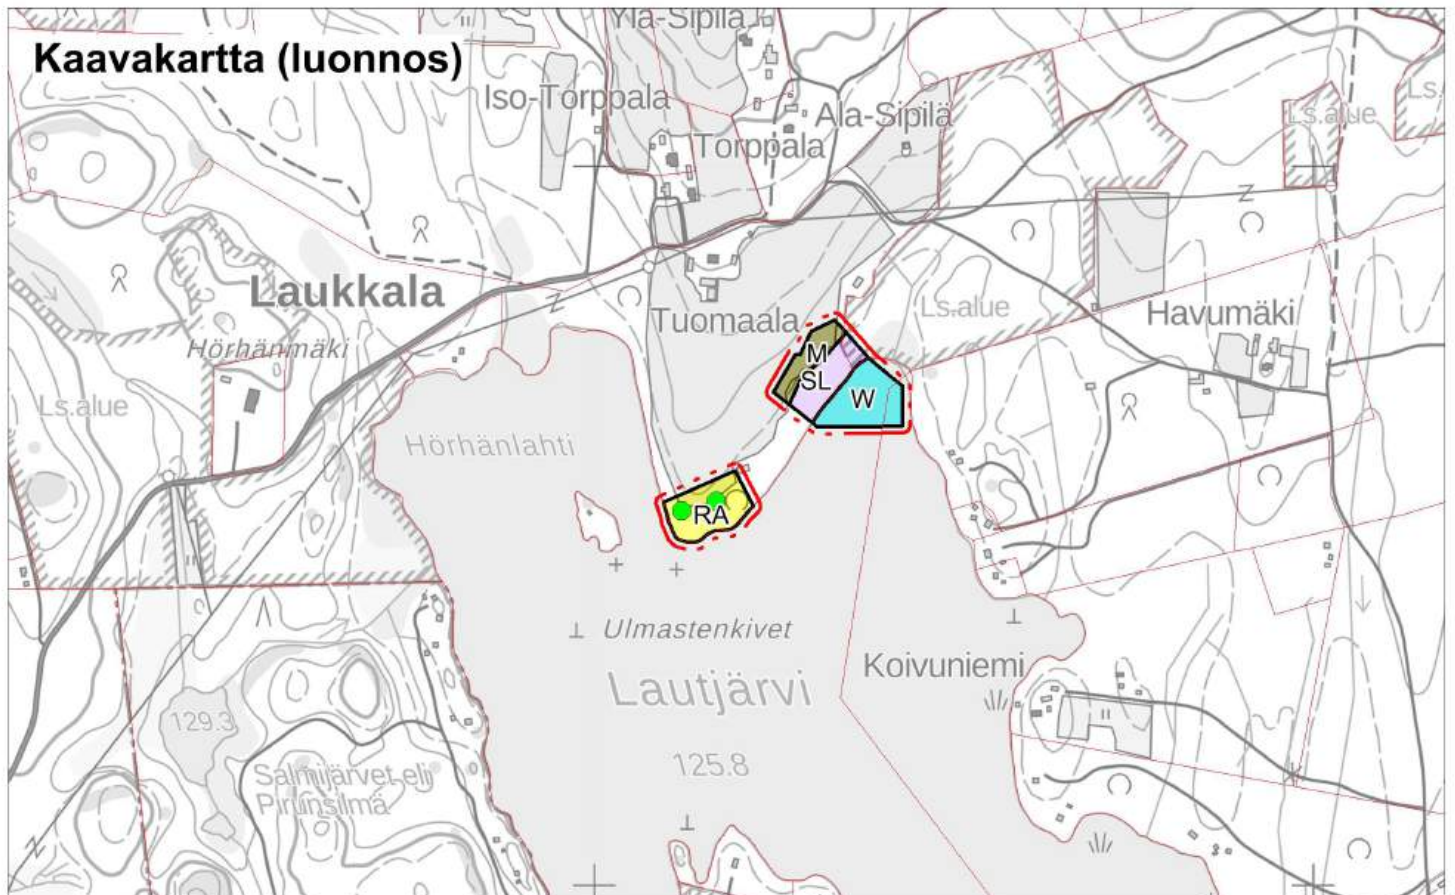 Kaavakartta (luonnos)
Ylä-Sipilä
Iso-Torppala
Ala-Sipilä
Torppala
Ls.alue
Ls.
Laukkala
Hörhänmäki
Tuomaala
Ls.alue
Havumäki
Ls.alue
M
SL
W
Hörhänlahti
RA
Ulmastenkivet
Koivuniemi
Lautjärvi
129.3
125.8
Salmijärvet eli
Pirunsilmä
Z
Z
Z
Z